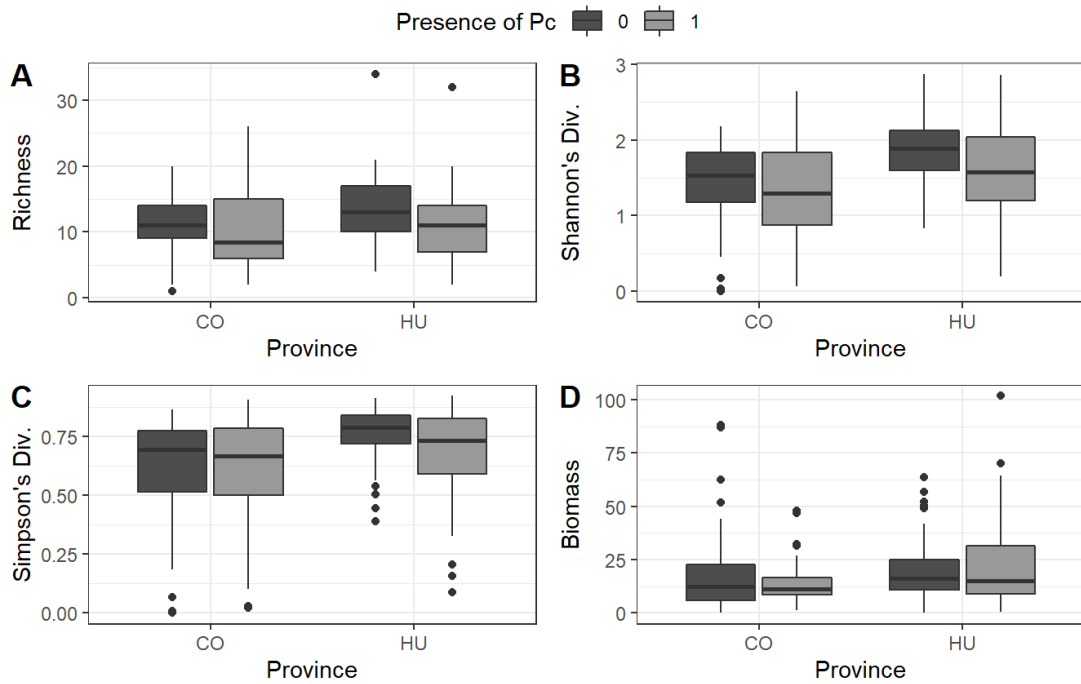 Presence of Pc 0 1
A
Richness
30
20
10
0
CO HU
Province
B
Shannon's Div.
3
2
1
0
CO HU
Province
C
Simpson's Div.
0.75
0.50
0.25
0.00
CO HU
Province
D
Biomass
100
75
50
25
0
CO HU
Province